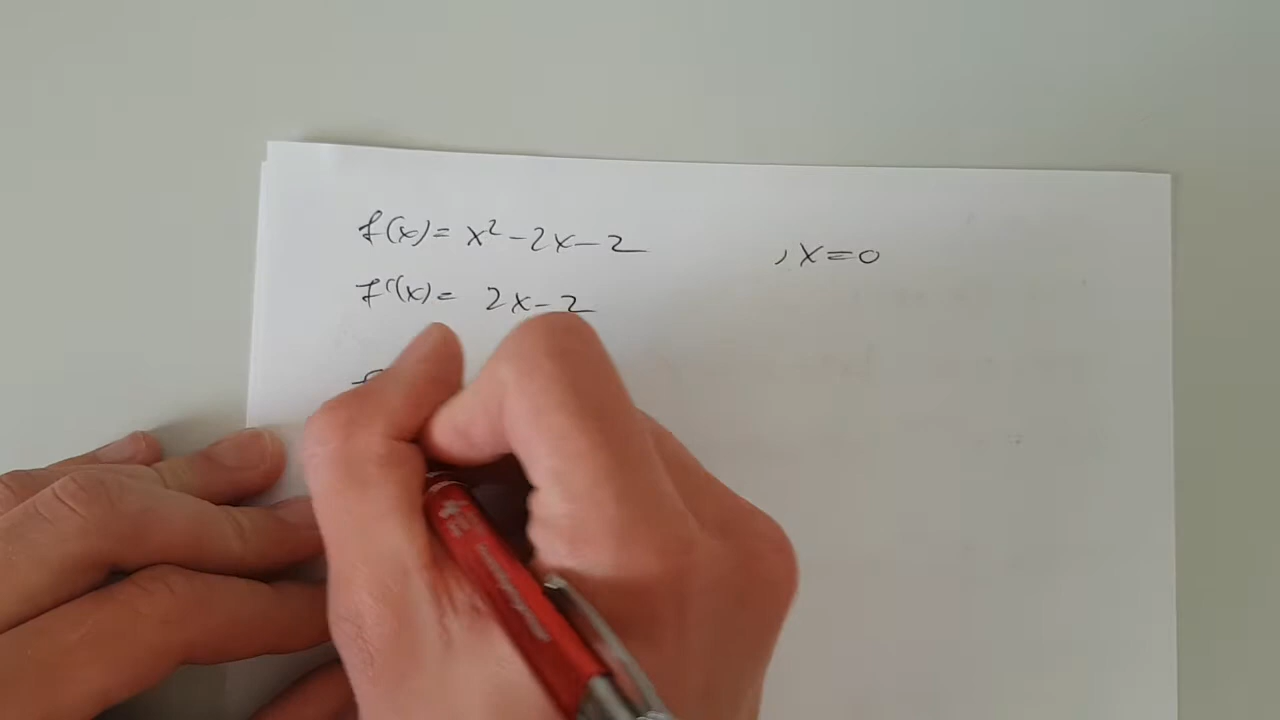 f(x) = x² - 2x - 2 , x = 0
f'(x) = 2x - 2